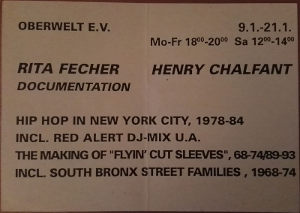 OBERWELT E.V. 9.1.-21.1.
Mo-Fr 18⁰⁰-20⁰⁰ Sa 12⁰⁰-14⁰⁰
RITA FECHER HENRY CHALFANT
DOCUMENTATION
HIP HOP IN NEW YORK CITY, 1978-84
INCL. RED ALERT DJ-MIX U.A.
THE MAKING OF "FLYIN' CUT SLEEVES", 68-74/89-93
INCL. SOUTH BRONX STREET FAMILIES , 1968-74